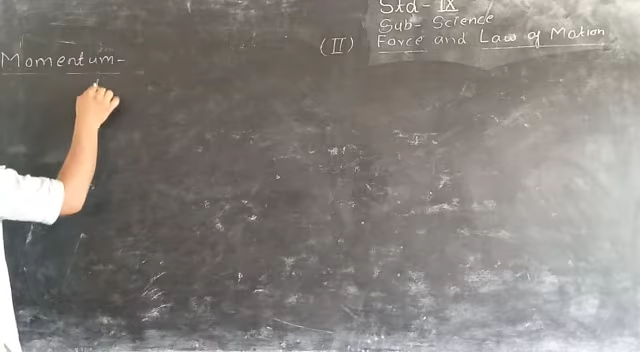 Std- IX
Sub- Science
(II) Force and Law of Motion
Momentum-